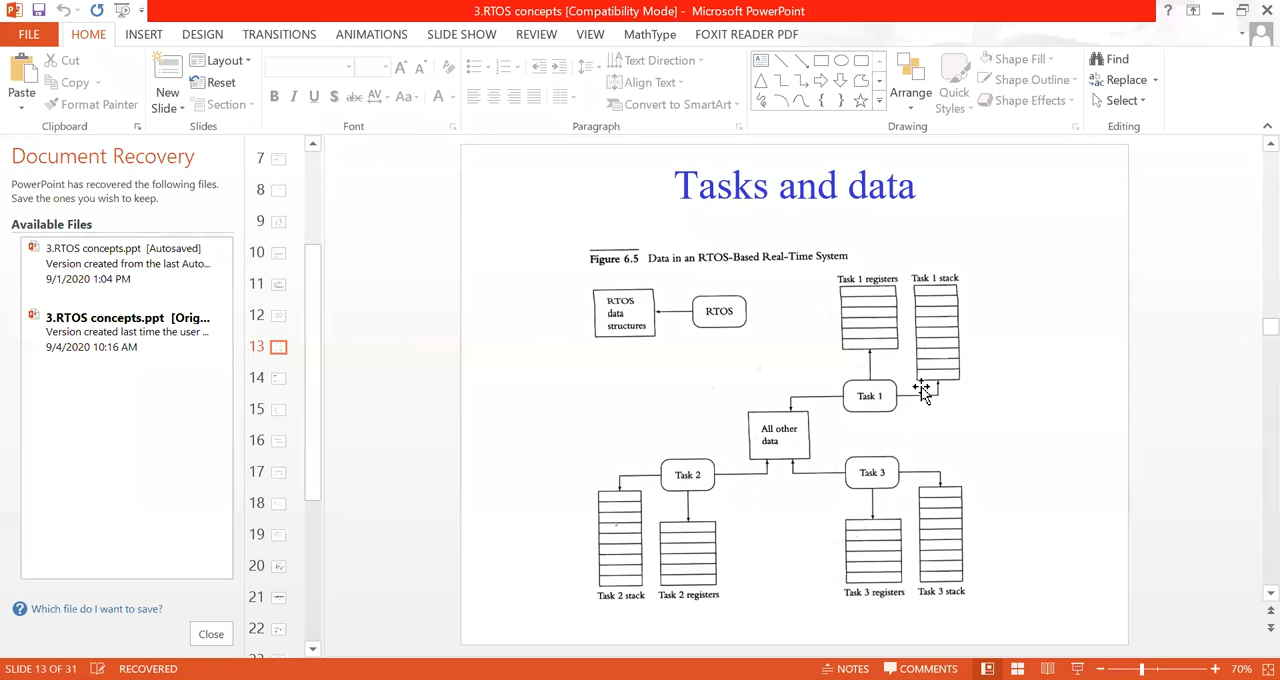 3.RTOS concepts [Compatibility Mode] - Microsoft PowerPoint
FILE HOME INSERT DESIGN TRANSITIONS ANIMATIONS SLIDE SHOW REVIEW VIEW MathType FOXIT READER PDF
Paste
Cut
Copy
Format Painter
Clipboard
New
Slide
Layout
Reset
Section
Slides
B I U S abc AV Aa A
Font
Text Direction
Align Text
Convert to SmartArt
Paragraph
Arrange
Quick
Styles
Shape Fill
Shape Outline
Shape Effects
Drawing
Find
Replace
Select
Editing
Document Recovery
PowerPoint has recovered the following files.
Save the ones you wish to keep.
Available Files
3.RTOS concepts.ppt [Autosaved]
Version created from the last Auto...
9/1/2020 1:04 PM
3.RTOS concepts.ppt [Orig...
Version created last time the user ...
9/4/2020 10:16 AM
Which file do I want to save?
Close
7
8
9
10
11
12
13
14
15
16
17
18
19
20
21
22
Tasks and data
Figure 6.5 Data in an RTOS-Based Real-Time System
RTOS
data
structures
RTOS
Task 1 registers
Task 1 stack
Task 1
All other
data
Task 2
Task 3
Task 2 stack
Task 2 registers
Task 3 registers
Task 3 stack
SLIDE 13 OF 31 RECOVERED NOTES COMMENTS 70%